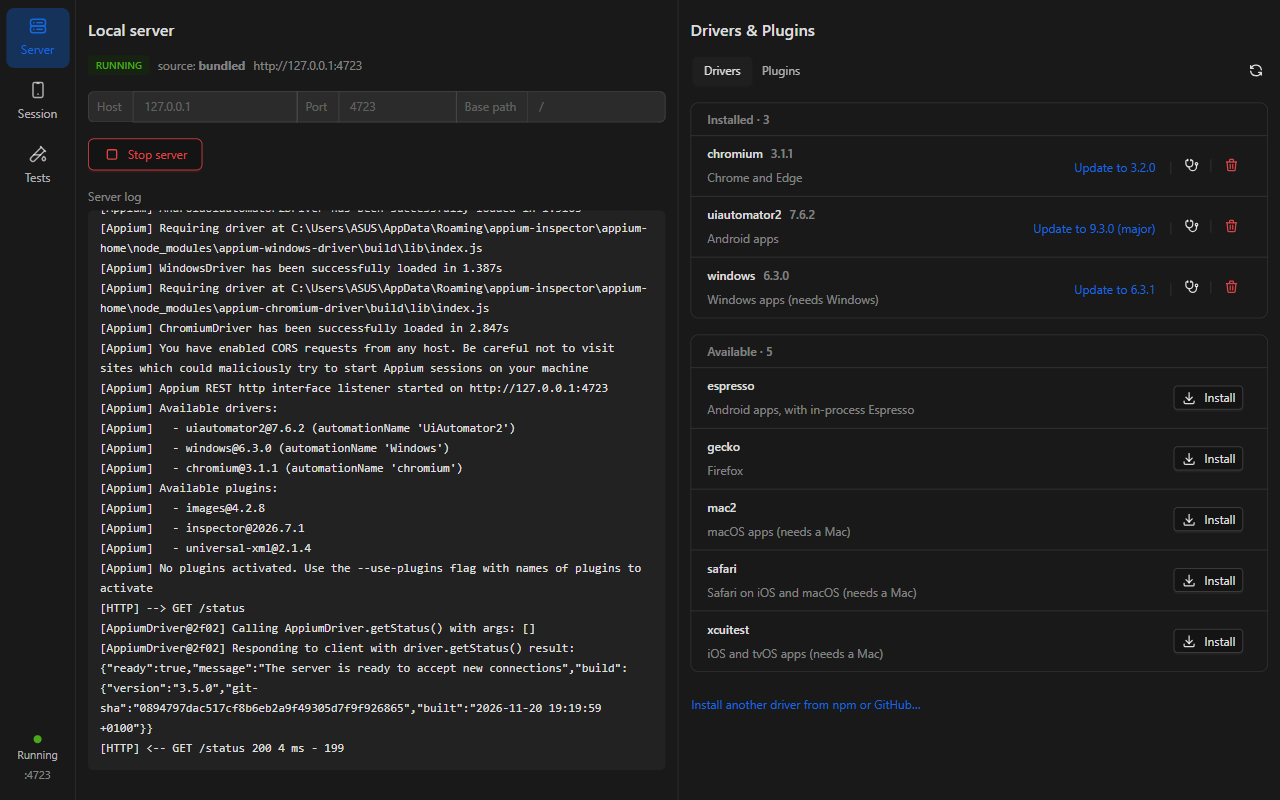 Server
Session
Tests
Running
:4723
Local server
RUNNING source: bundled http://127.0.0.1:4723
Host 127.0.0.1 Port 4723 Base path /
Stop server
Server log
[Appium] Requiring driver at C:\Users\ASUS\AppData\Roaming\appium-inspector\appium-
home\node_modules\appium-windows-driver\build\lib\index.js
[Appium] WindowsDriver has been successfully loaded in 1.387s
[Appium] Requiring driver at C:\Users\ASUS\AppData\Roaming\appium-inspector\appium-
home\node_modules\appium-chromium-driver\build\lib\index.js
[Appium] ChromiumDriver has been successfully loaded in 2.847s
[Appium] You have enabled CORS requests from any host. Be careful not to visit
sites which could maliciously try to start Appium sessions on your machine
[Appium] Appium REST http interface listener started on http://127.0.0.1:4723
[Appium] Available drivers:
[Appium]   - uiautomator2@7.6.2 (automationName 'UiAutomator2')
[Appium]   - windows@6.3.0 (automationName 'Windows')
[Appium]   - chromium@3.1.1 (automationName 'chromium')
[Appium] Available plugins:
[Appium]   - images@4.2.8
[Appium]   - inspector@2026.7.1
[Appium]   - universal-xml@2.1.4
[Appium] No plugins activated. Use the --use-plugins flag with names of plugins to
activate
[HTTP] --> GET /status
[AppiumDriver@2f02] Calling AppiumDriver.getStatus() with args: []
[AppiumDriver@2f02] Responding to client with driver.getStatus() result:
{"ready":true,"message":"The server is ready to accept new connections","build":
{"version":"3.5.0","git-
sha":"0894797dac517cf8b6eb2a9f49305d7f9f926865","built":"2026-11-20 19:19:59
+0100"}}
[HTTP] <-- GET /status 200 4 ms - 199
Drivers & Plugins
Drivers Plugins
Installed · 3
chromium 3.1.1
Chrome and Edge
Update to 3.2.0
uiautomator2 7.6.2
Android apps
Update to 9.3.0 (major)
windows 6.3.0
Windows apps (needs Windows)
Update to 6.3.1
Available · 5
espresso
Android apps, with in-process Espresso
Install
gecko
Firefox
Install
mac2
macOS apps (needs a Mac)
Install
safari
Safari on iOS and macOS (needs a Mac)
Install
xcuitest
iOS and tvOS apps (needs a Mac)
Install
Install another driver from npm or GitHub...